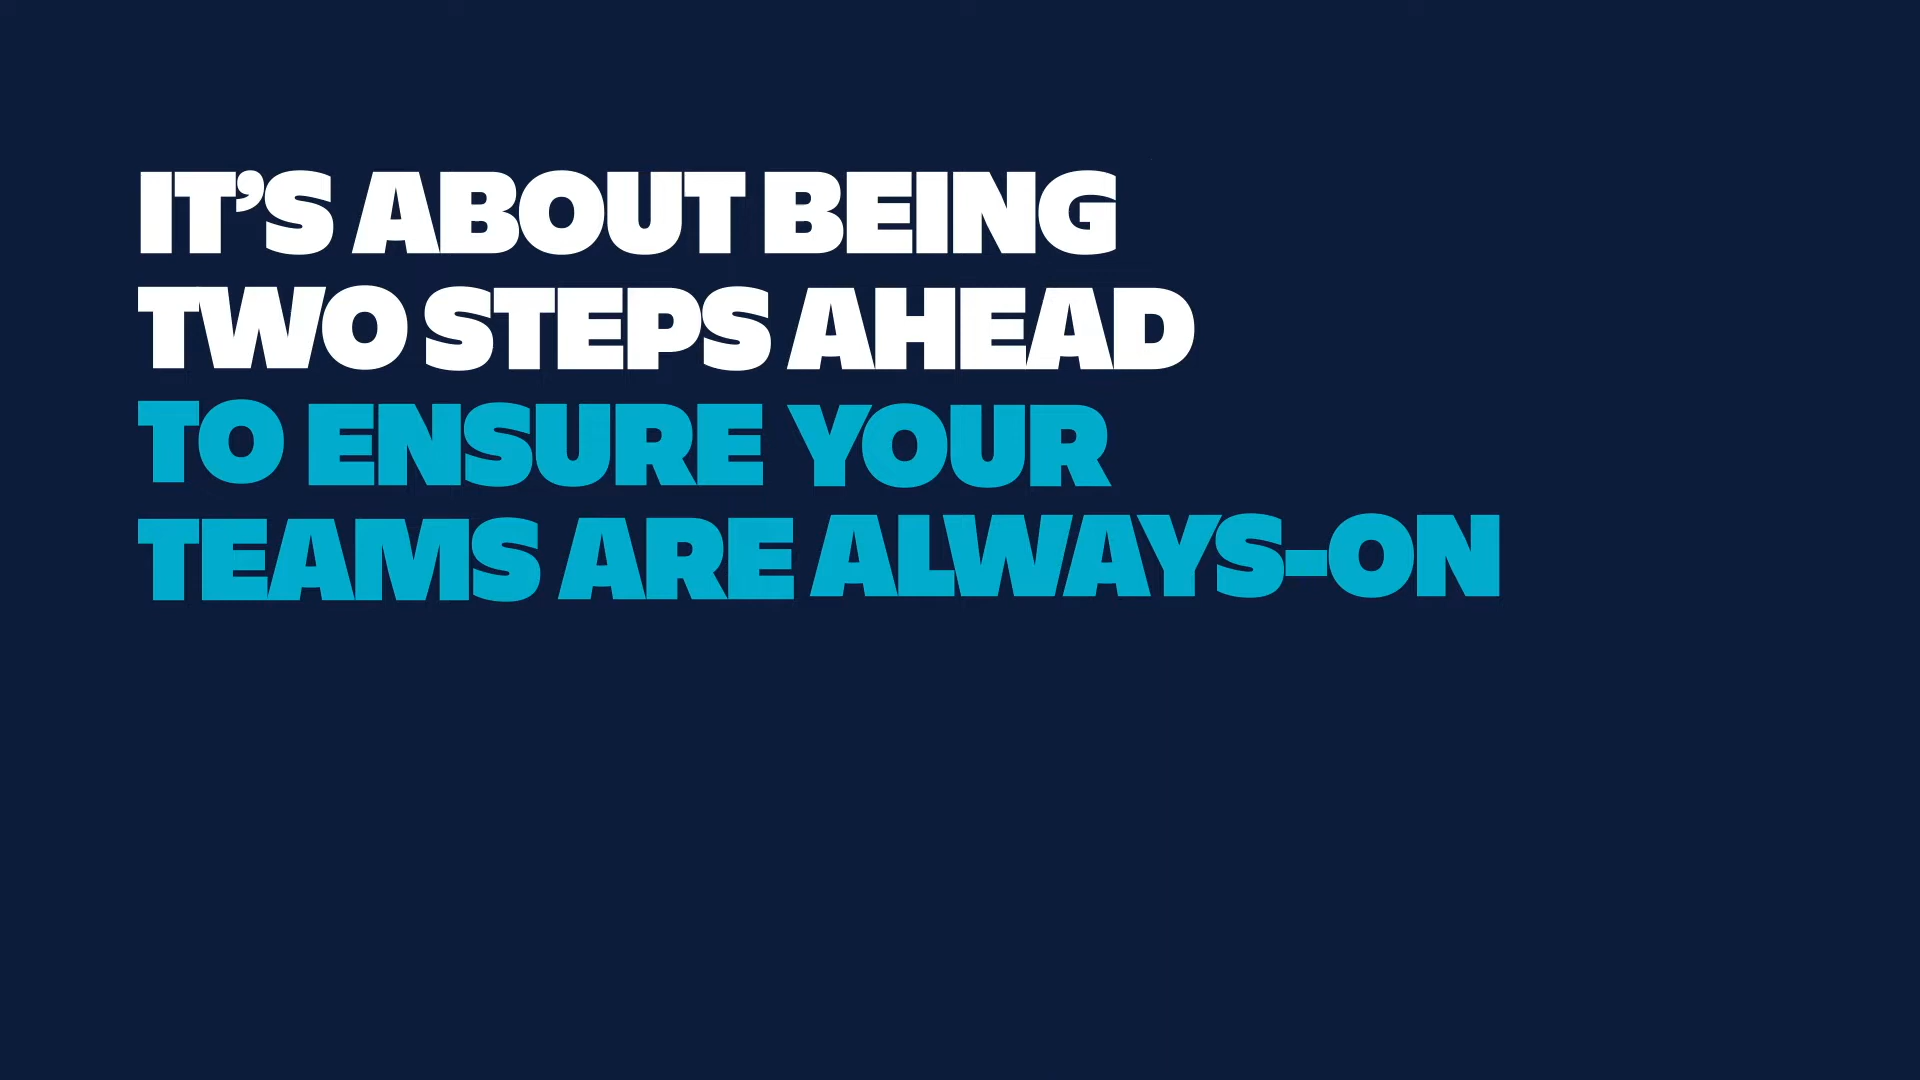 IT’S ABOUT BEING
TWO STEPS AHEAD
TO ENSURE YOUR
TEAMS ARE ALWAYS-ON